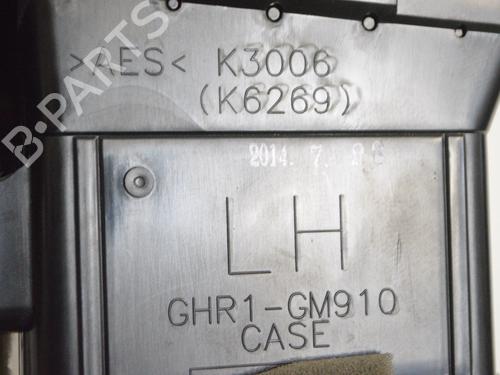 >AES< K3006
(K6269)
B-PARTS
2014. 7.
LH
GHR1-GM910
CASE